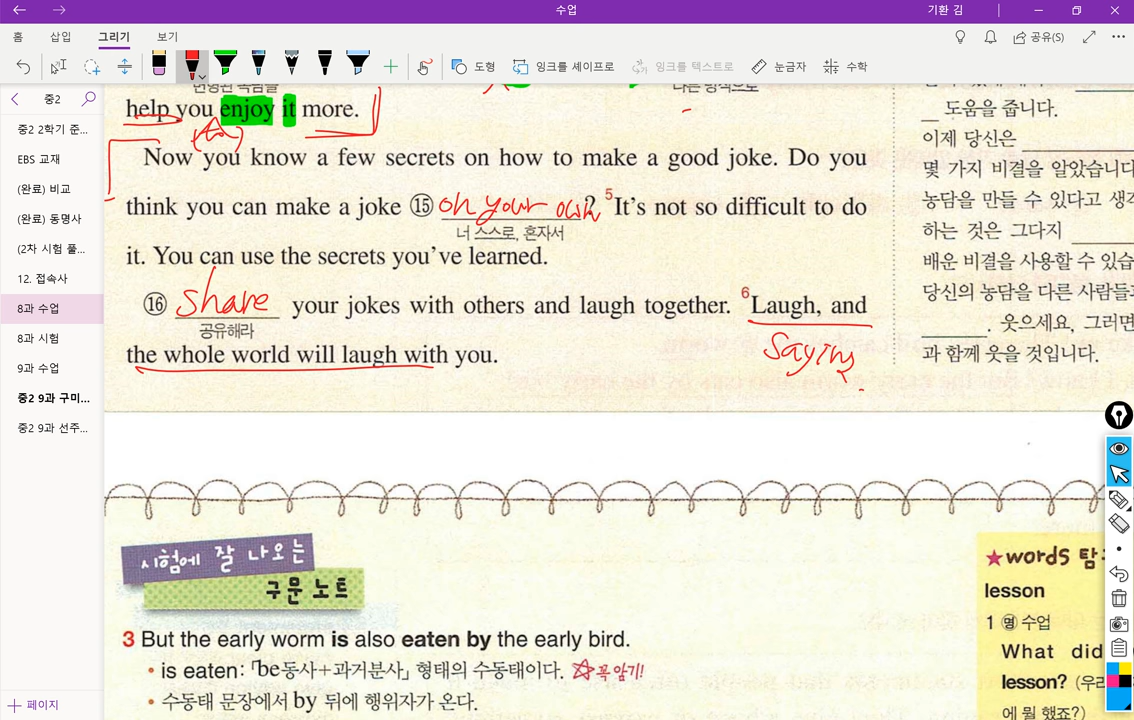 수업
기환 김
홈 삽입 그리기 보기
공유(S)
도형 잉크를 셰이프로 잉크를 텍스트로 눈금자 수학
중2
중2 2학기 준...
EBS 교재
(완료) 비교
(완료) 동명사
(2차 시험 풀...
12. 접속사
8과 수업
8과 시험
9과 수업
중2 9과 구미...
중2 9과 선주...
페이지
help you enjoy it more.
(to)
Now you know a few secrets on how to make a good joke. Do you
think you can make a joke ⑮ on your own? 5 It's not so difficult to do
너 스스로, 혼자서
it. You can use the secrets you've learned.
⑯ share your jokes with others and laugh together. 6 Laugh, and
공유해라
the whole world will laugh with you.
saying
도움을 줍니다.
이제 당신은
몇 가지 비결을 알았습니다
농담을 만들 수 있다고 생각
하는 것은 그다지
배운 비결을 사용할 수 있습
당신의 농담을 다른 사람들과
. 웃으세요, 그러면
과 함께 웃을 것입니다.
시험에 잘 나오는
구문 노트
3 But the early worm is also eaten by the early bird.
• is eaten: 「be동사+과거분사」 형태의 수동태이다. ☆꼭 암기!
• 수동태 문장에서 by 뒤에 행위자가 온다.
★words 탐
lesson
1 ㉅ 수업
What did
lesson? (우리
에 뭘 했죠?)